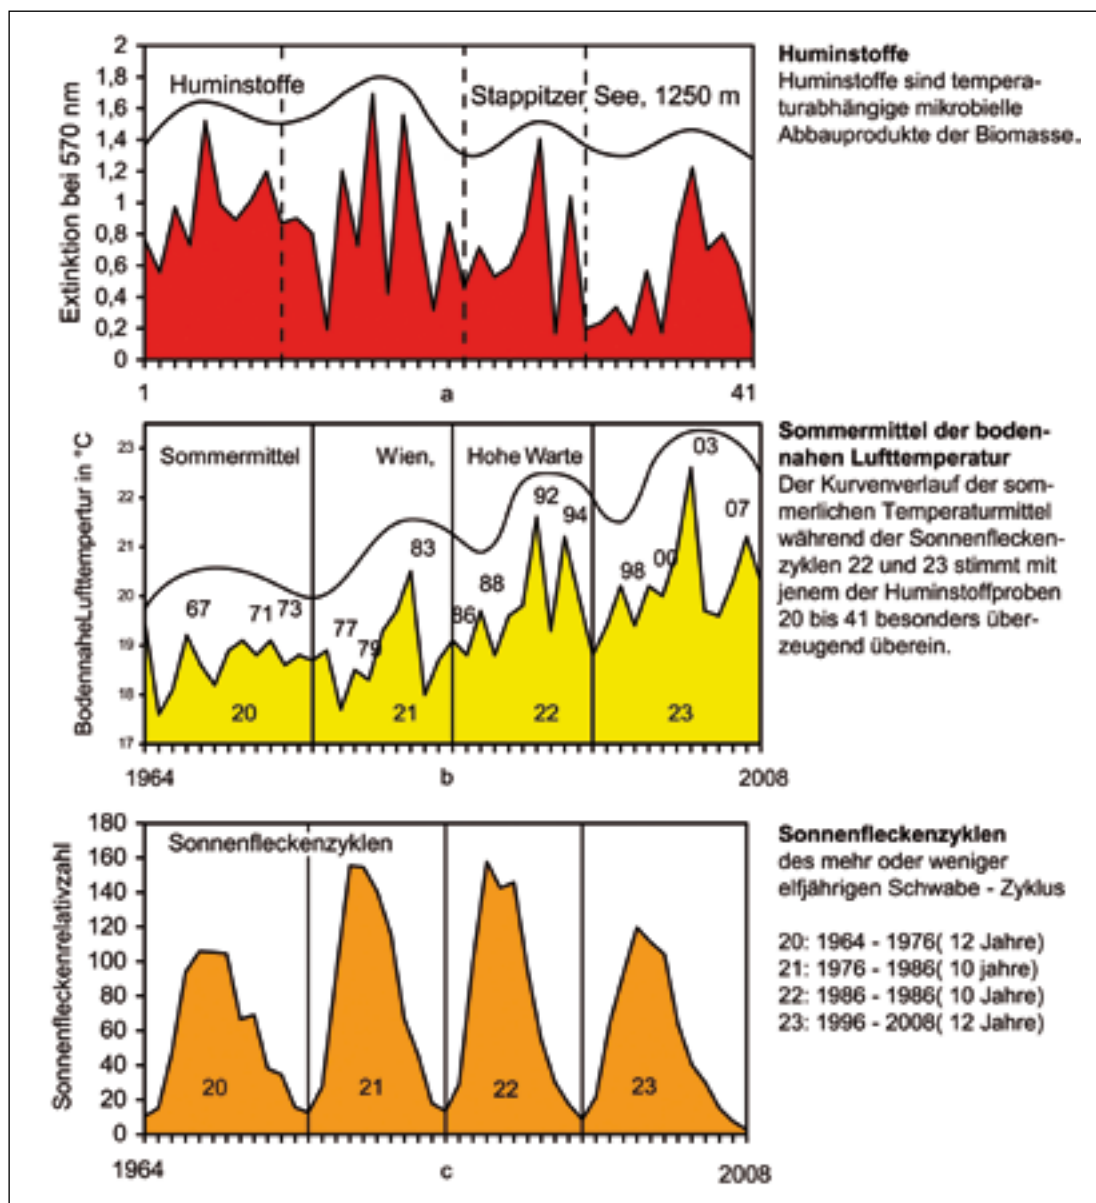 2
1,8
1,6
1,4
1,2
1
0,8
0,6
0,4
0,2
0
Extinktion bei 570 nm
Huminstoffe
Stappitzer See, 1250 m
1
a
41
Huminstoffe
Huminstoffe sind tempera-
turabhängige mikrobielle
Abbauprodukte der Biomasse..
23
22
21
20
19
18
17
BodennaheLufttempertur in °C
Sommermittel
Wien,
Hohe Warte
67
71
73
77
79
83
86
88
92
94
98
00
03
07
20
21
22
23
1964
b
2008
Sommermittel der boden-
nahen Lufttemperatur
Der Kurvenverlauf der som-
merlichen Temperaturmittel
während der Sonnenflecken-
zyklen 22 und 23 stimmt mit
jenem der Huminstoffproben
20 bis 41 besonders über-
zeugend überein.
180
160
140
120
100
80
60
40
20
0
Sonnenfleckenrelativzahl
Sonnenfleckenzyklen
20
21
22
23
1964
c
2008
Sonnenfleckenzyklen
des mehr oder weniger
elfjährigen Schwabe - Zyklus
20: 1964 - 1976( 12 Jahre)
21: 1976 - 1986( 10 jahre)
22: 1986 - 1986( 10 Jahre)
23: 1996 - 2008( 12 Jahre)